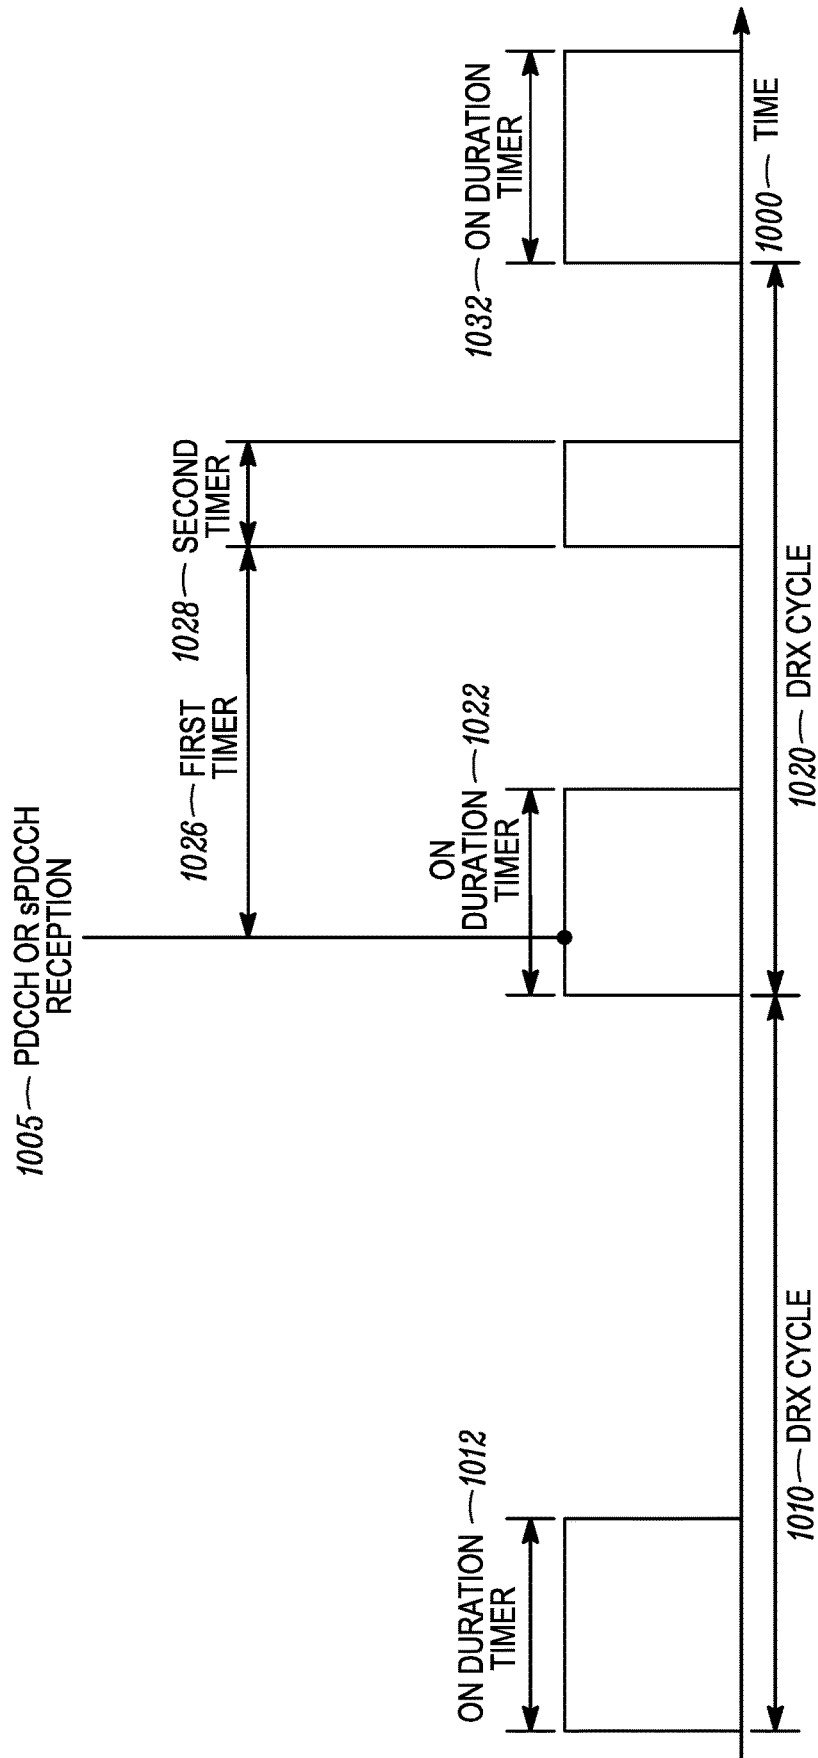 1005 PDCCH OR sPDCCH
RECEPTION
1026 FIRST
TIMER
1028 SECOND
TIMER
ON DURATION 1012
TIMER
ON
DURATION 1022
TIMER
1032 ON DURATION
TIMER
1010 DRX CYCLE
1020 DRX CYCLE
1000 TIME